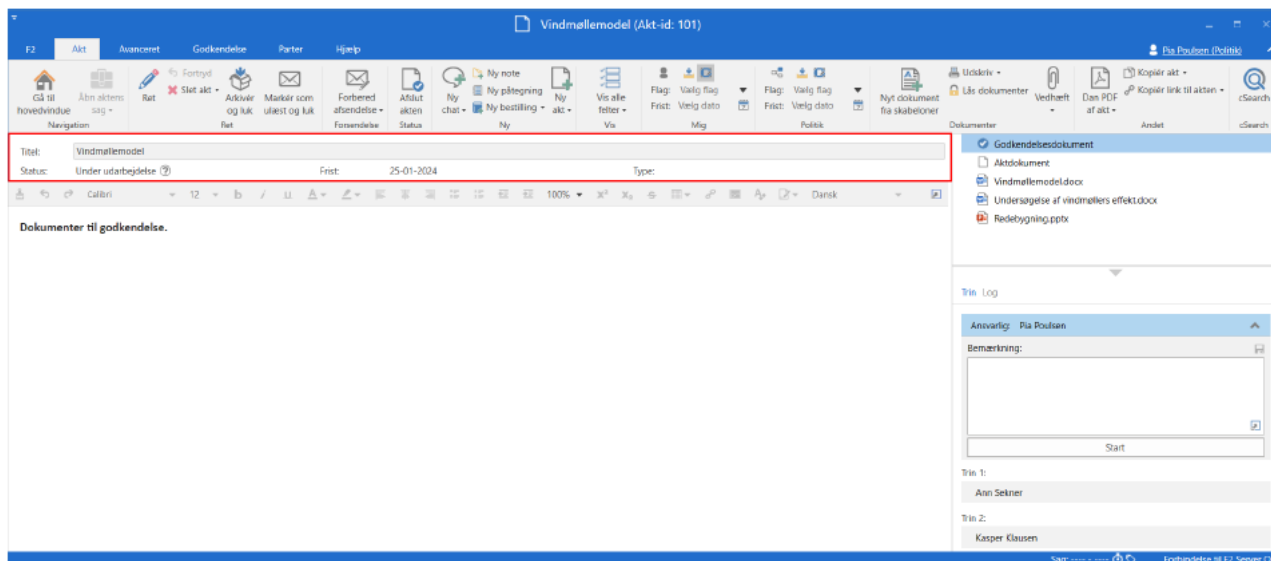 Vindmøllemodel (Akt-id: 101)
F2 Akt Avanceret Godkendelse Parter Hjælp Pia Poulsen (Politik)
Gå til hovedvindue
Åbn aktens sag
Navigation
Ret
Fortryd
Slet akt
Arkivér og luk
Markér som ulæst og luk
Ret
Forbered afsendelse
Forsendelse
Afslut akten
Status
Ny chat
Ny note
Ny påtegning
Ny bestilling
Ny akt
Ny
Vis alle felter
Vis
Flag: Vælg flag
Frist: Vælg dato
Mig
Flag: Vælg flag
Frist: Vælg dato
Politik
Nyt dokument fra skabeloner
Udskriv
Lås dokumenter
Vedhæft
Dokumenter
Dan PDF af akt
Kopiér akt
Kopiér link til akten
Andet
cSearch
cSearch
Titel: Vindmøllemodel
Status: Under udarbejdelse Frist: 25-01-2024 Type:
Calibri 12 b / U A 100% X² X₂ S Dansk
Dokumenter til godkendelse.
Godkendelsesdokument
Aktdokument
Vindmøllemodel.docx
Undersøgelse af vindmøllers effekt.docx
Redebygning.pptx
Trin Log
Ansvarlig: Pia Poulsen
Bemærkning:
Start
Trin 1:
Ann Sekner
Trin 2:
Kasper Klausen
Forbindelse til F2 Server